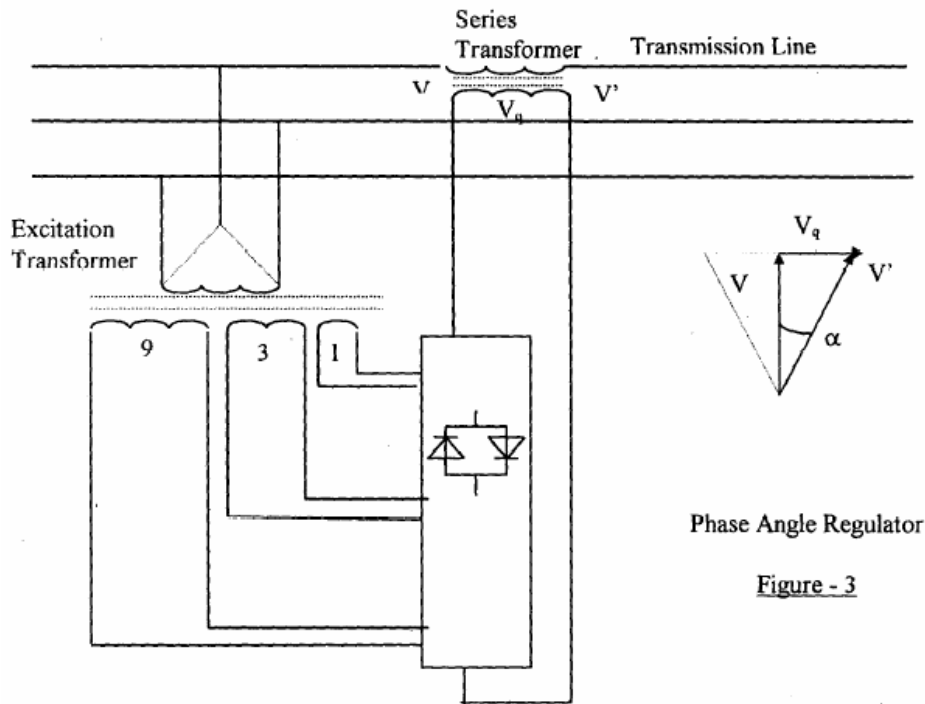 Series
Transformer
Transmission Line
V
V'
Vq
Excitation
Transformer
9
3
1
Vq
V
V'
α
Phase Angle Regulator
Figure - 3